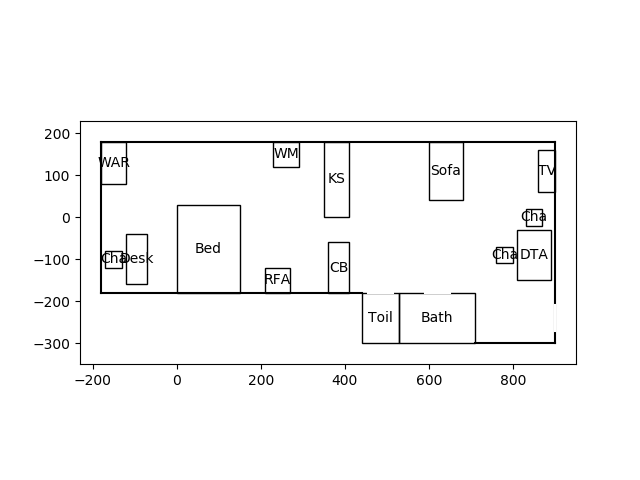 200
100
0
−100
−200
−300
WAR
WM
KS
Sofa
TV
Cha
Cha
Desk
Bed
RFA
CB
Cha
DTA
Toil
Bath
−200
0
200
400
600
800